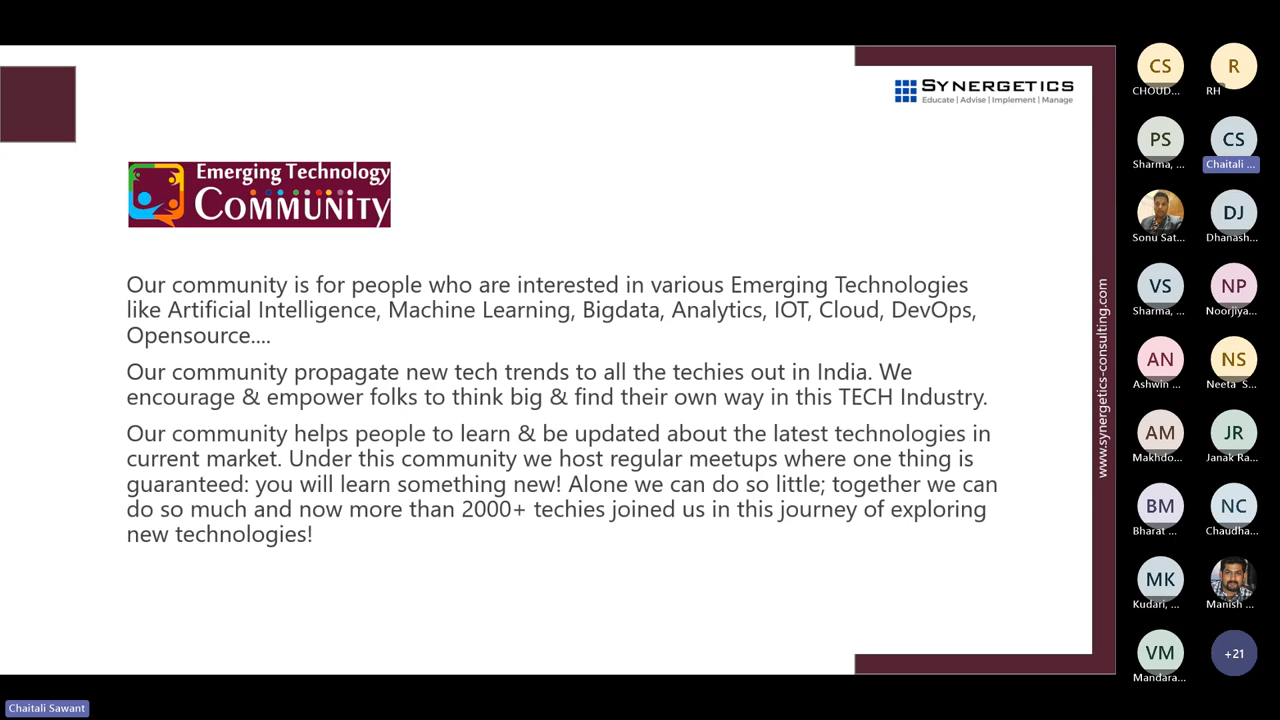 SYNERGETICS
Educate | Advise | Implement | Manage
Emerging Technology
COMMUNITY
Our community is for people who are interested in various Emerging Technologies
like Artificial Intelligence, Machine Learning, Bigdata, Analytics, IOT, Cloud, DevOps,
Opensource....
Our community propagate new tech trends to all the techies out in India. We
encourage & empower folks to think big & find their own way in this TECH Industry.
Our community helps people to learn & be updated about the latest technologies in
current market. Under this community we host regular meetups where one thing is
guaranteed: you will learn something new! Alone we can do so little; together we can
do so much and now more than 2000+ techies joined us in this journey of exploring
new technologies!
www.synergetics-consulting.com
CS
CHOUD...
R
RH
PS
Sharma, ...
CS
Chaitali ...
Sonu Sat...
DJ
Dhanash...
VS
Sharma, ...
NP
Noorjiya...
AN
Ashwin ...
NS
Neeta S...
AM
Makhdo...
JR
Janak Ra...
BM
Bharat ...
NC
Chaudha...
MK
Kudari, ...
Manish ...
VM
Mandara...
+21
Chaitali Sawant